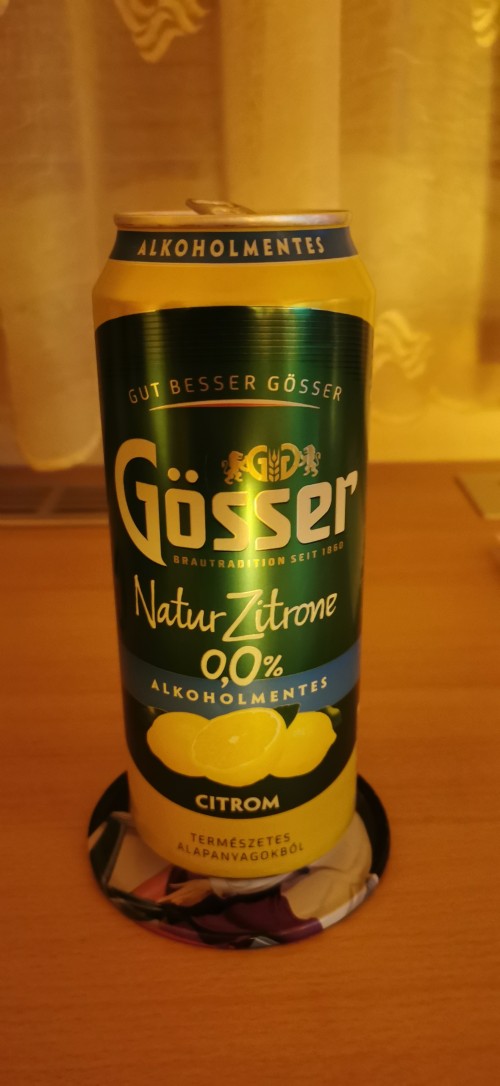 ALKOHOLMENTES
GUT BESSER GÖSSER
G G
Gösser
BRAUTRADITION SEIT 1860
Natur Zitrone
0,0%
ALKOHOLMENTES
CITROM
TERMÉSZETES
ALAPANYAGOKBÓL